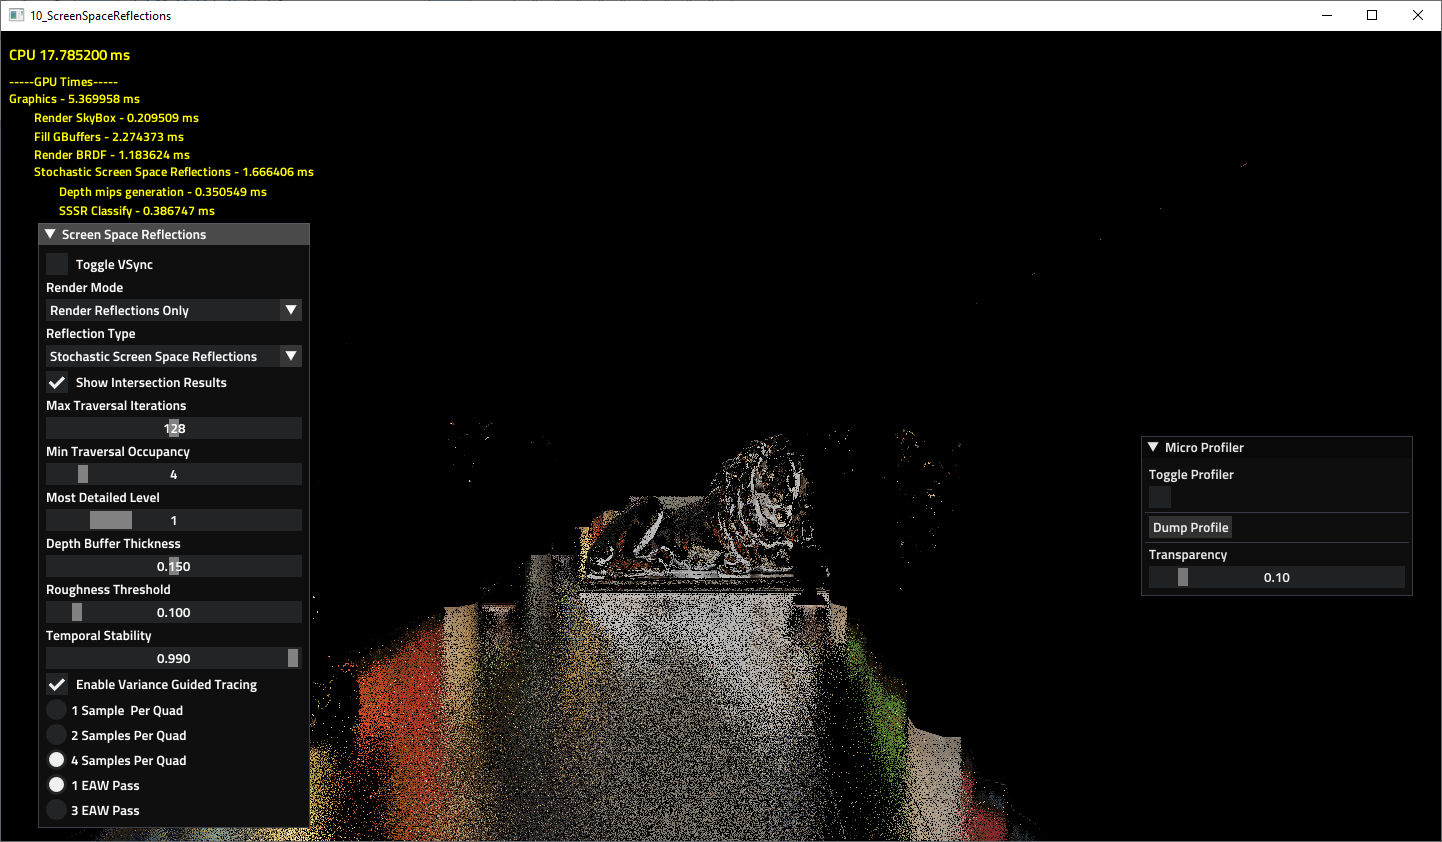 10_ScreenSpaceReflections
CPU 17.785200 ms
-----GPU Times-----
Graphics - 5.369958 ms
Render SkyBox - 0.209509 ms
Fill GBuffers - 2.274373 ms
Render BRDF - 1.183624 ms
Stochastic Screen Space Reflections - 1.666406 ms
Depth mips generation - 0.350549 ms
SSSR Classify - 0.386747 ms
Screen Space Reflections
Toggle VSync
Render Mode
Render Reflections Only
Reflection Type
Stochastic Screen Space Reflections
Show Intersection Results
Max Traversal Iterations
128
Min Traversal Occupancy
4
Most Detailed Level
1
Depth Buffer Thickness
0.150
Roughness Threshold
0.100
Temporal Stability
0.990
Enable Variance Guided Tracing
1 Sample  Per Quad
2 Samples Per Quad
4 Samples Per Quad
1 EAW Pass
3 EAW Pass
Micro Profiler
Toggle Profiler
Dump Profile
Transparency
0.10